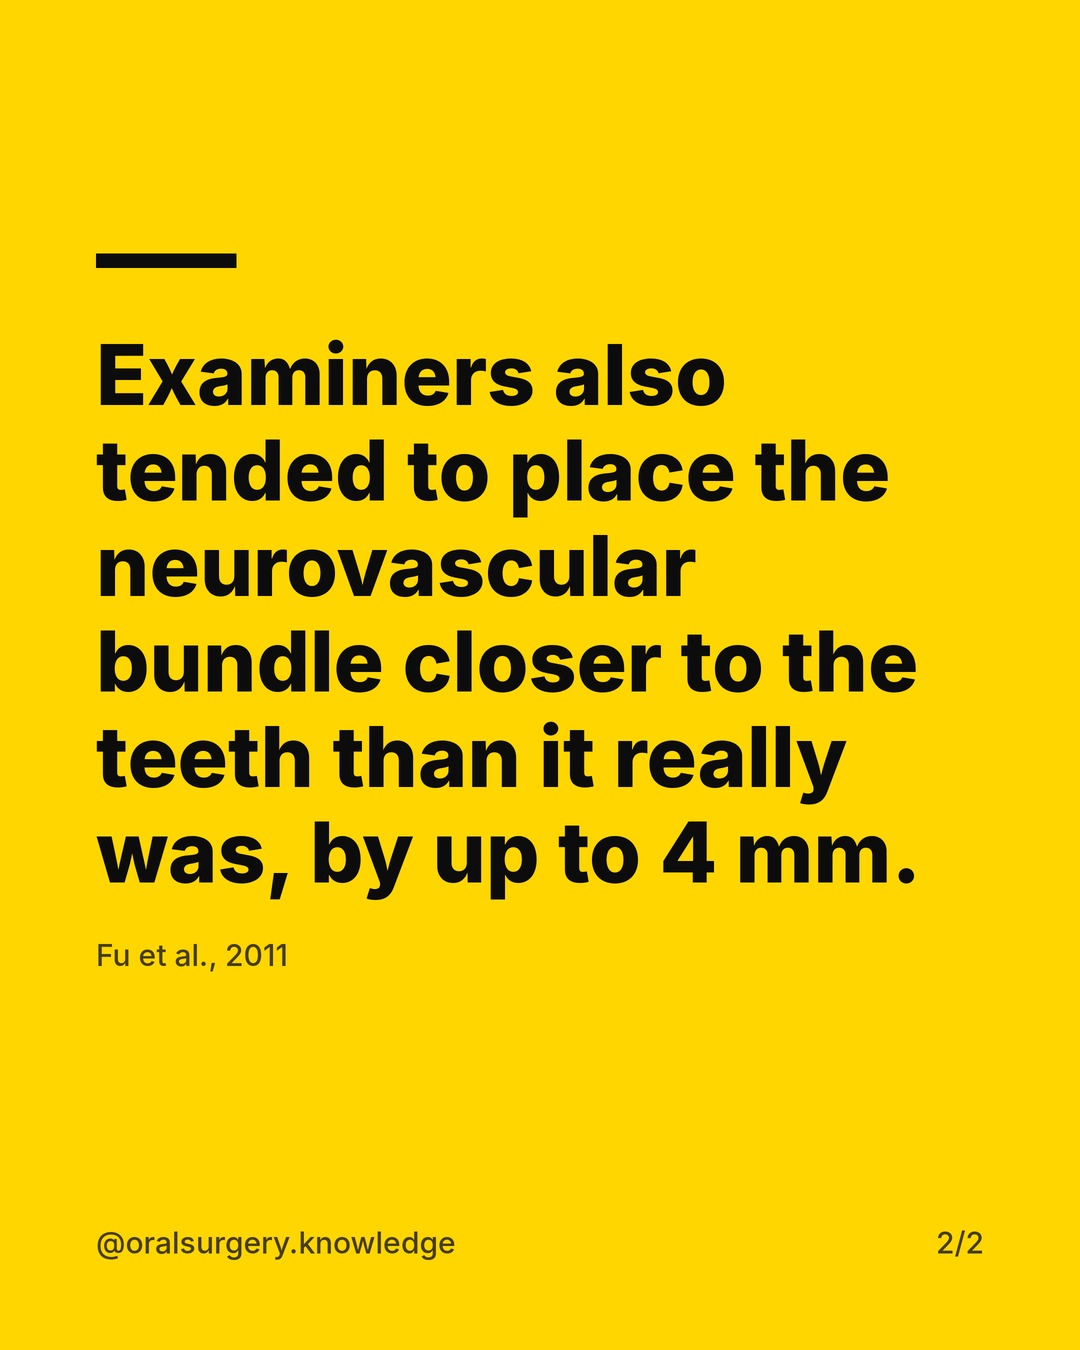 Examiners also
tended to place the
neurovascular
bundle closer to the
teeth than it really
was, by up to 4 mm.
Fu et al., 2011
@oralsurgery.knowledge
2/2